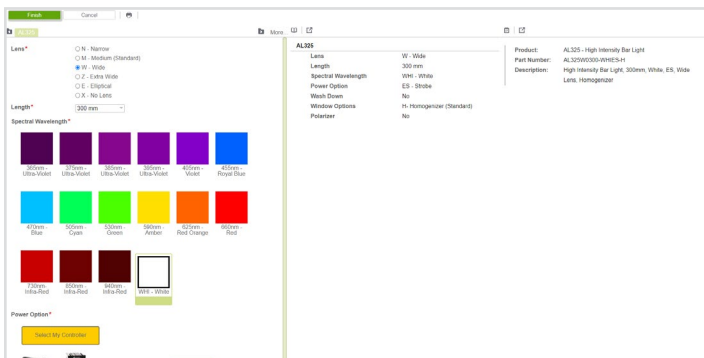 Finish Cancel
AL325 More
Lens*
N - Narrow
M - Medium (Standard)
W - Wide
Z - Extra Wide
E - Elliptical
X - No Lens
Length* 300 mm
Spectral Wavelength*
365nm - Ultra-Violet
375nm - Ultra-Violet
385nm - Ultra-Violet
395nm - Ultra-Violet
405nm - Violet
455nm - Royal Blue
470nm - Blue
505nm - Cyan
530nm - Green
590nm - Amber
625nm - Red Orange
660nm - Red
730nm- Infra-Red
850nm - Infra-Red
940nm - Infra-Red
WHI - White
Power Option*
Select My Controller
AL325
Lens W - Wide
Length 300 mm
Spectral Wavelength WHI - White
Power Option ES - Strobe
Wash Down No
Window Options H- Homogenizer (Standard)
Polarizer No
Product: AL325 - High Intensity Bar Light
Part Number: AL325W0300-WHIES-H
Description: High Intensity Bar Light, 300mm, White, ES, Wide
Lens, Homogenizer